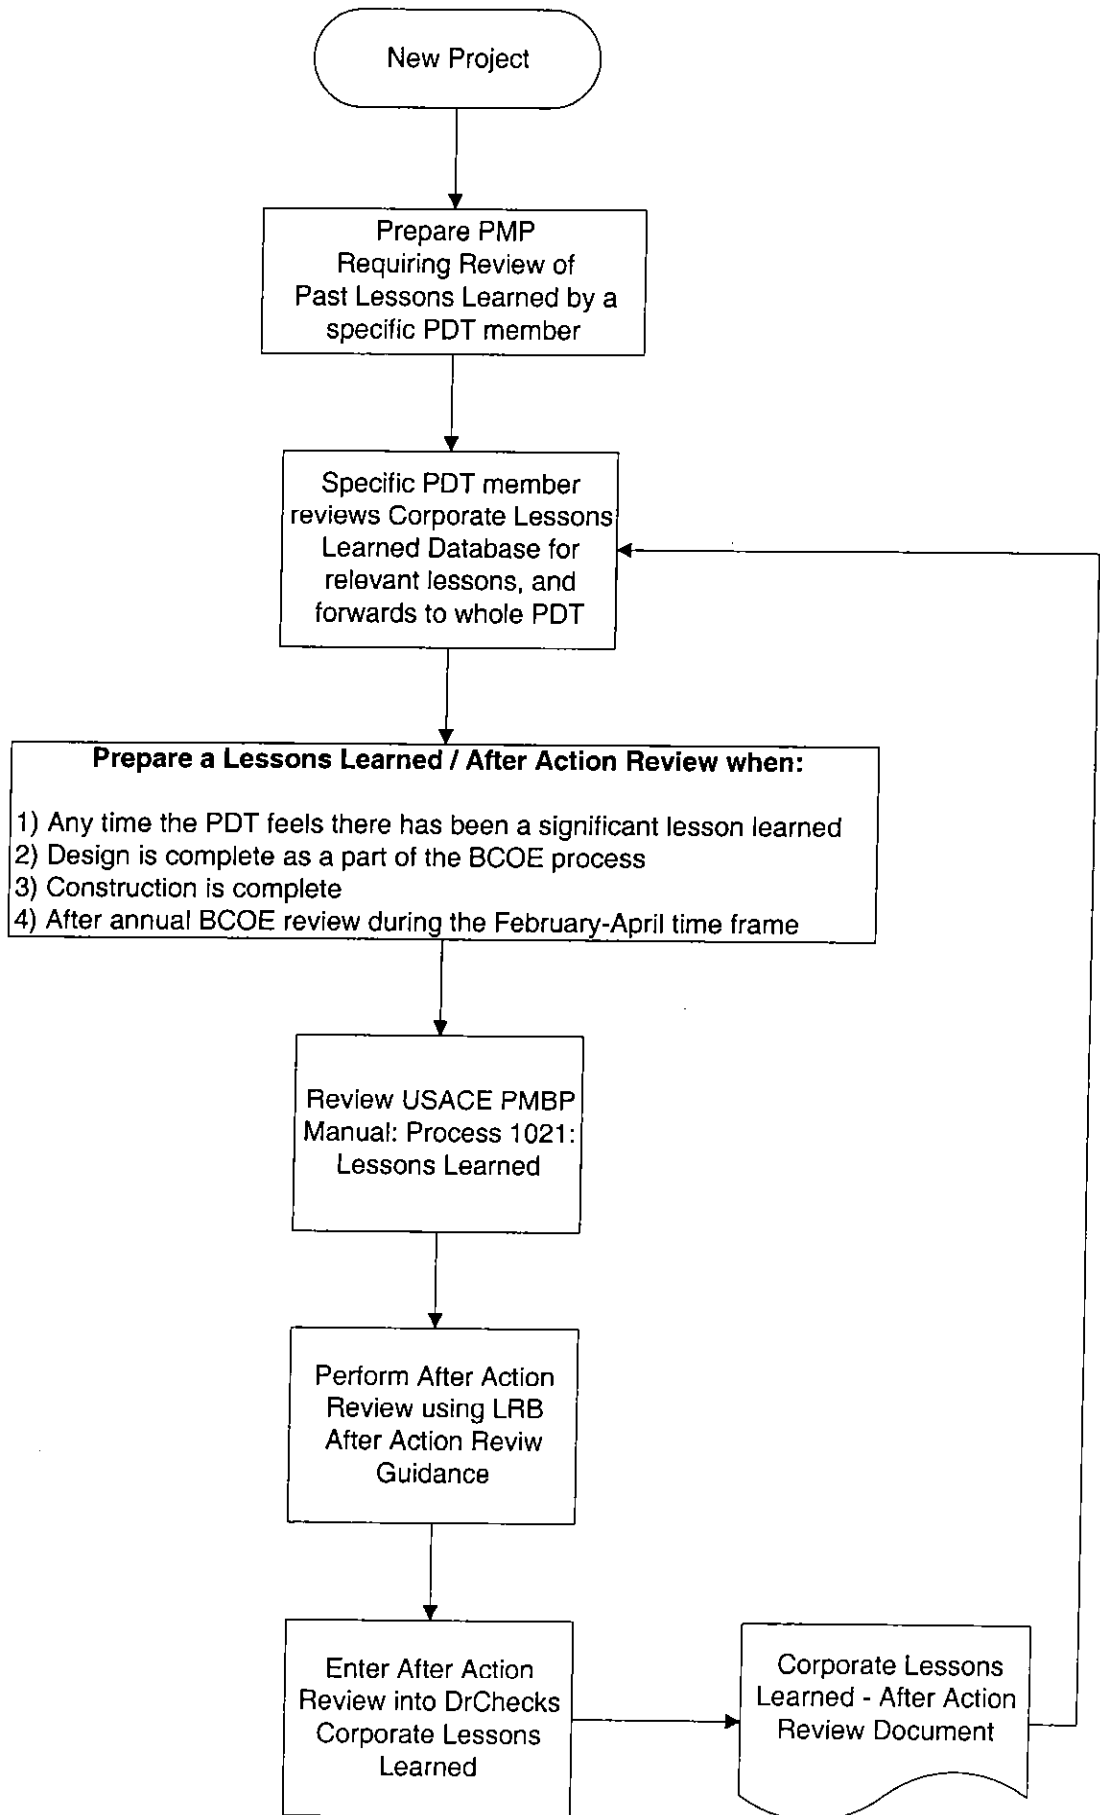 New Project
Prepare PMP
Requiring Review of
Past Lessons Learned by a
specific PDT member
Specific PDT member
reviews Corporate Lessons
Learned Database for
relevant lessons, and
forwards to whole PDT
Prepare a Lessons Learned / After Action Review when:
1) Any time the PDT feels there has been a significant lesson learned
2) Design is complete as a part of the BCOE process
3) Construction is complete
4) After annual BCOE review during the February-April time frame
Review USACE PMBP
Manual: Process 1021:
Lessons Learned
Perform After Action
Review using LRB
After Action Reviw
Guidance
Enter After Action
Review into DrChecks
Corporate Lessons
Learned
Corporate Lessons
Learned - After Action
Review Document